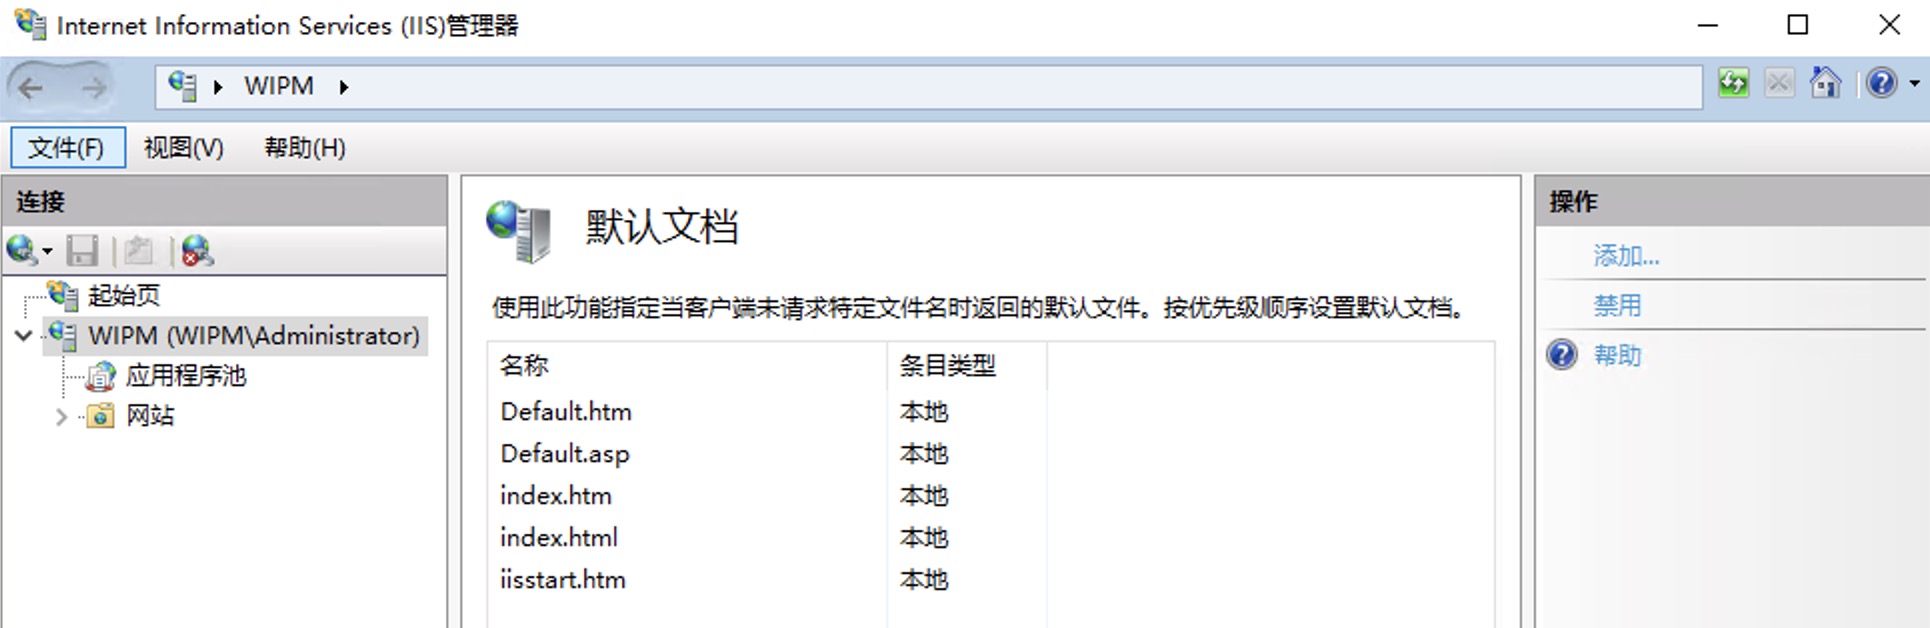 Internet Information Services (IIS)管理器
WIPM
文件(F) 视图(V) 帮助(H)
连接
起始页
WIPM (WIPM\Administrator)
应用程序池
网站
默认文档
使用此功能指定当客户端未请求特定文件名时返回的默认文件。按优先级顺序设置默认文档。
名称 条目类型
Default.htm 本地
Default.asp 本地
index.htm 本地
index.html 本地
iisstart.htm 本地
操作
添加...
禁用
帮助